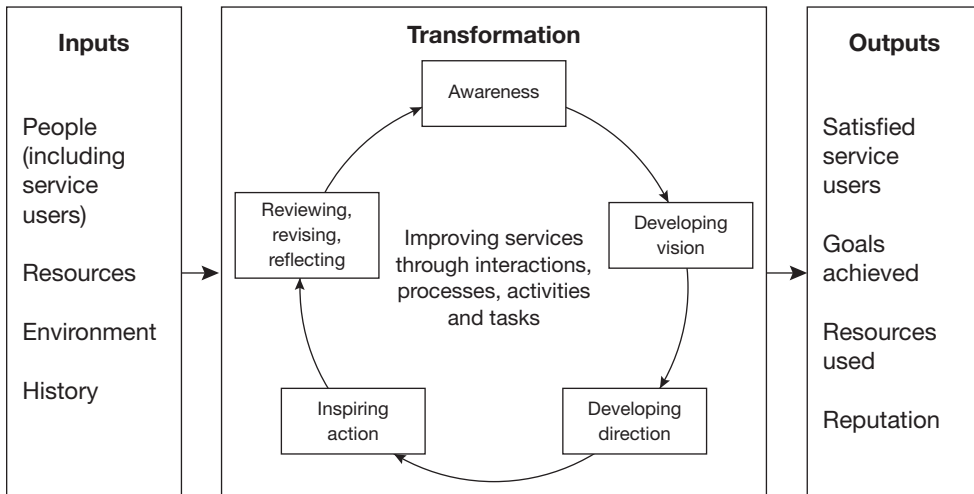 Inputs
People
(including
service
users)
Resources
Environment
History
Transformation
Awareness
Developing
vision
Developing
direction
Inspiring
action
Reviewing,
revising,
reflecting
Improving services
through interactions,
processes, activities
and tasks
Outputs
Satisfied
service
users
Goals
achieved
Resources
used
Reputation